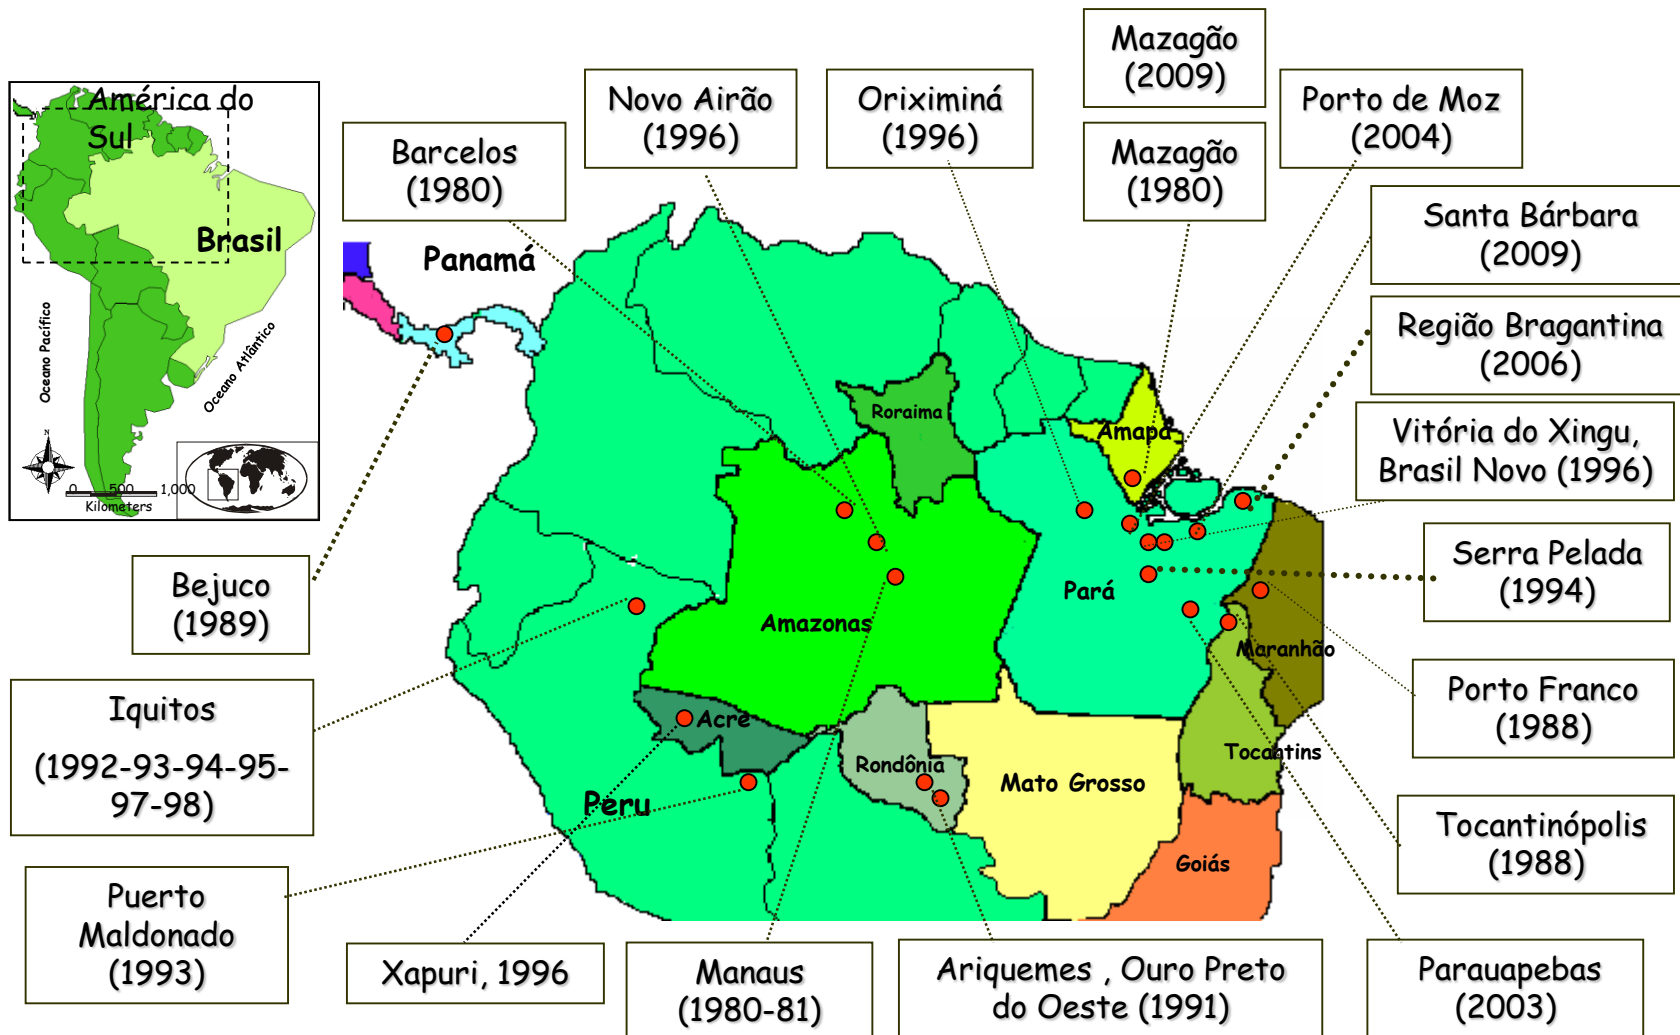 América do
Sul
Brasil
Oceano Pacífico
Oceano Atlântico
N
0 500 1,000
Kilometers
Barcelos
(1980)
Novo Airão
(1996)
Oriximiná
(1996)
Mazagão
(2009)
Mazagão
(1980)
Porto de Moz
(2004)
Santa Bárbara
(2009)
Região Bragantina
(2006)
Vitória do Xingu,
Brasil Novo (1996)
Serra Pelada
(1994)
Porto Franco
(1988)
Tocantinópolis
(1988)
Parauapebas
(2003)
Ariquemes , Ouro Preto
do Oeste (1991)
Manaus
(1980-81)
Xapuri, 1996
Puerto
Maldonado
(1993)
Iquitos
(1992-93-94-95-
97-98)
Bejuco
(1989)
Panamá
Roraima
Amapá
Amazonas
Pará
Maranhão
Acre
Rondônia
Mato Grosso
Tocantins
Peru
Goiás